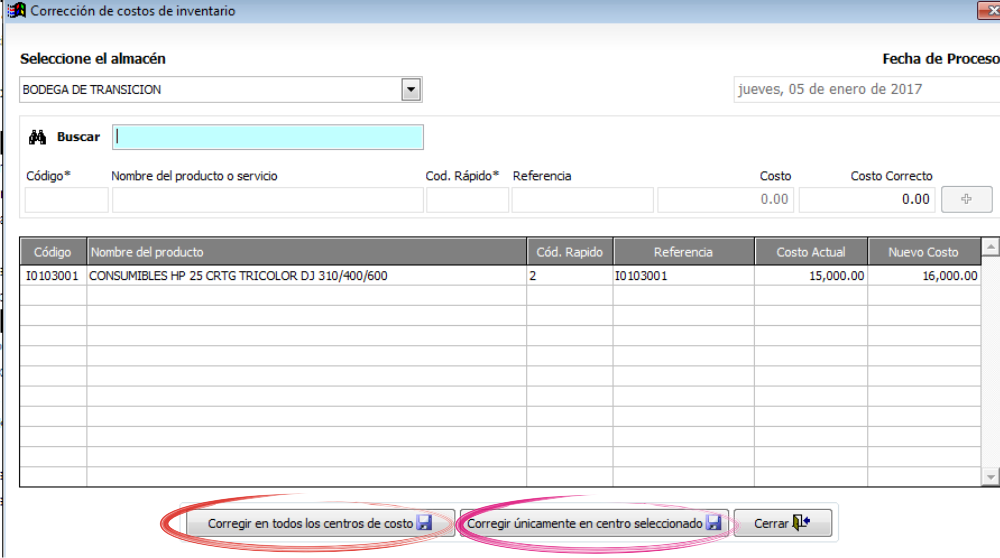 Corrección de costos de inventario
Seleccione el almacén
Fecha de Proceso
BODEGA DE TRANSICION
jueves, 05 de enero de 2017
Buscar
Código* Nombre del producto o servicio Cod. Rápido* Referencia Costo Costo Correcto
0.00 0.00
Código Nombre del producto Cód. Rapido Referencia Costo Actual Nuevo Costo
I0103001 CONSUMIBLES HP 25 CRTG TRICOLOR DJ 310/400/600 2 I0103001 15,000.00 16,000.00
Corregir en todos los centros de costo Corregir únicamente en centro seleccionado Cerrar